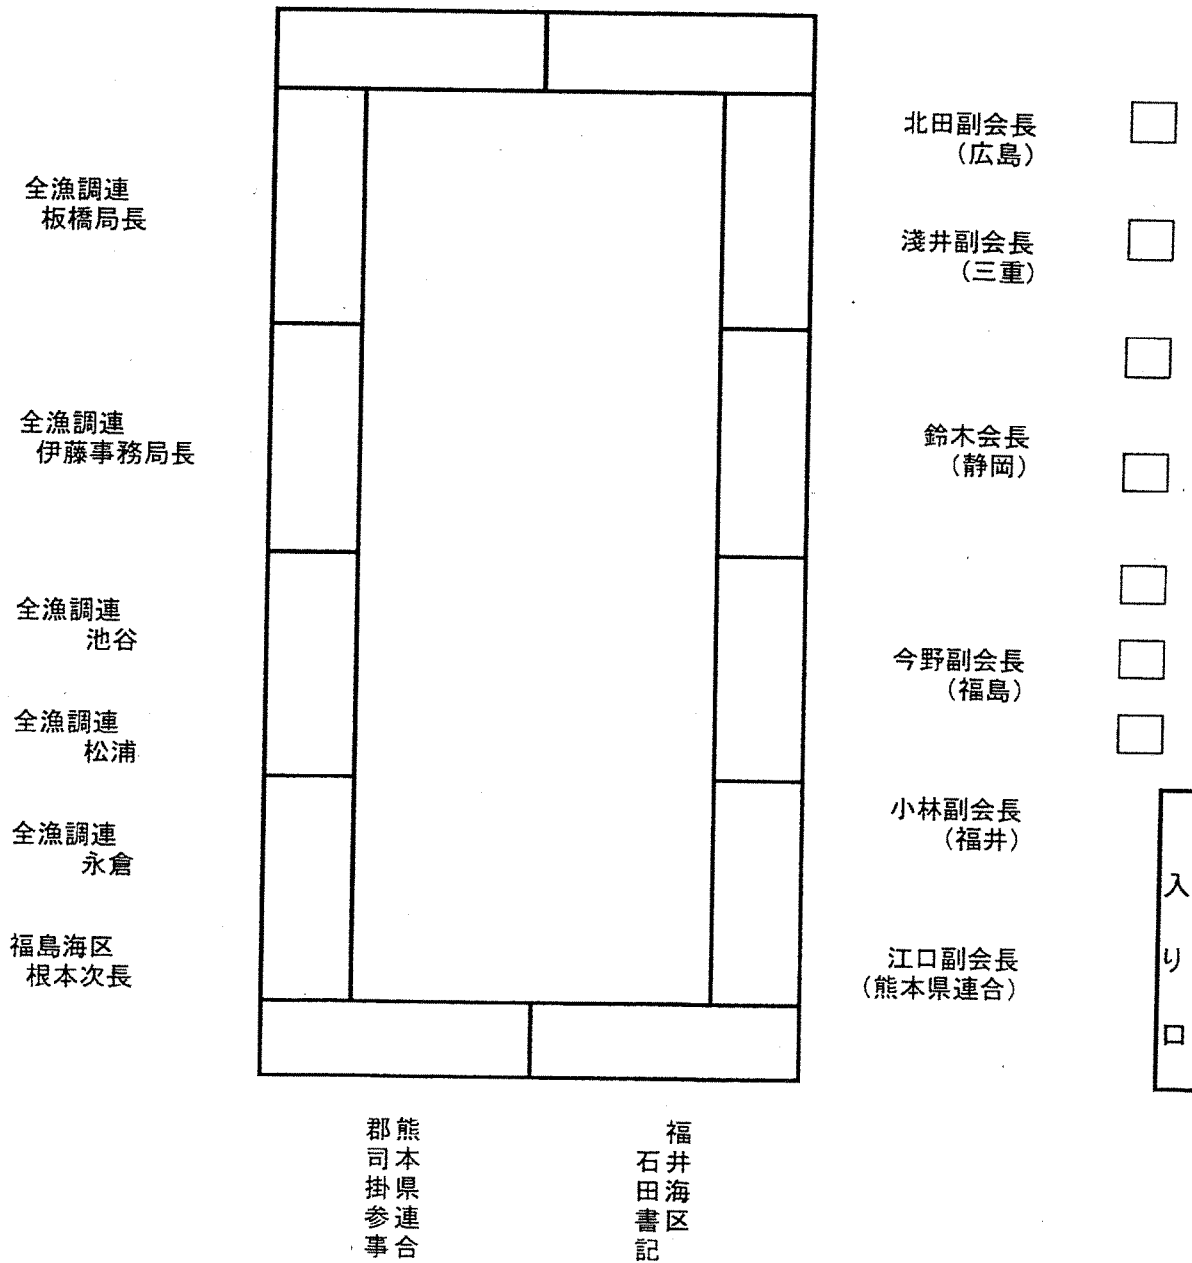 全漁調連
板橋局長
全漁調連
伊藤事務局長
全漁調連
池谷
全漁調連
松浦
全漁調連
永倉
福島海区
根本次長
北田副会長
(広島)
淺井副会長
(三重)
鈴木会長
(静岡)
今野副会長
(福島)
小林副会長
(福井)
江口副会長
(熊本県連合)
入り口
熊本県連合
郡司掛参事
福井海区
石田書記